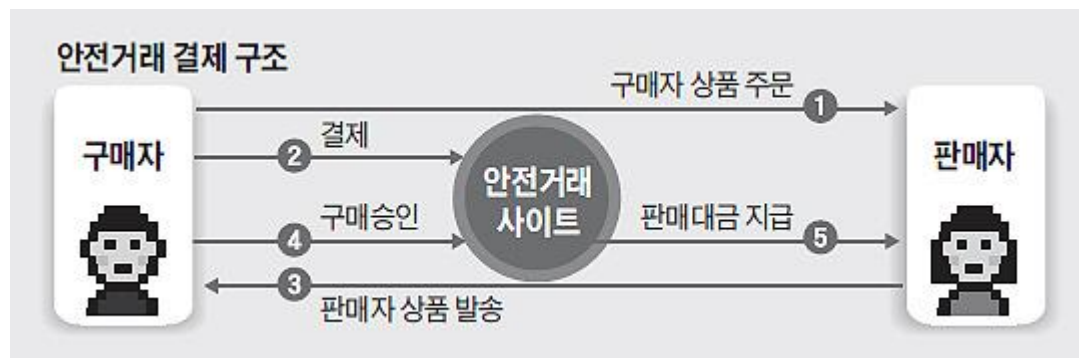 안전거래 결제 구조
구매자 상품 주문 1
구매자
2 결제
안전거래
사이트
판매자
4 구매승인
판매대금 지급 5
3
판매자 상품 발송